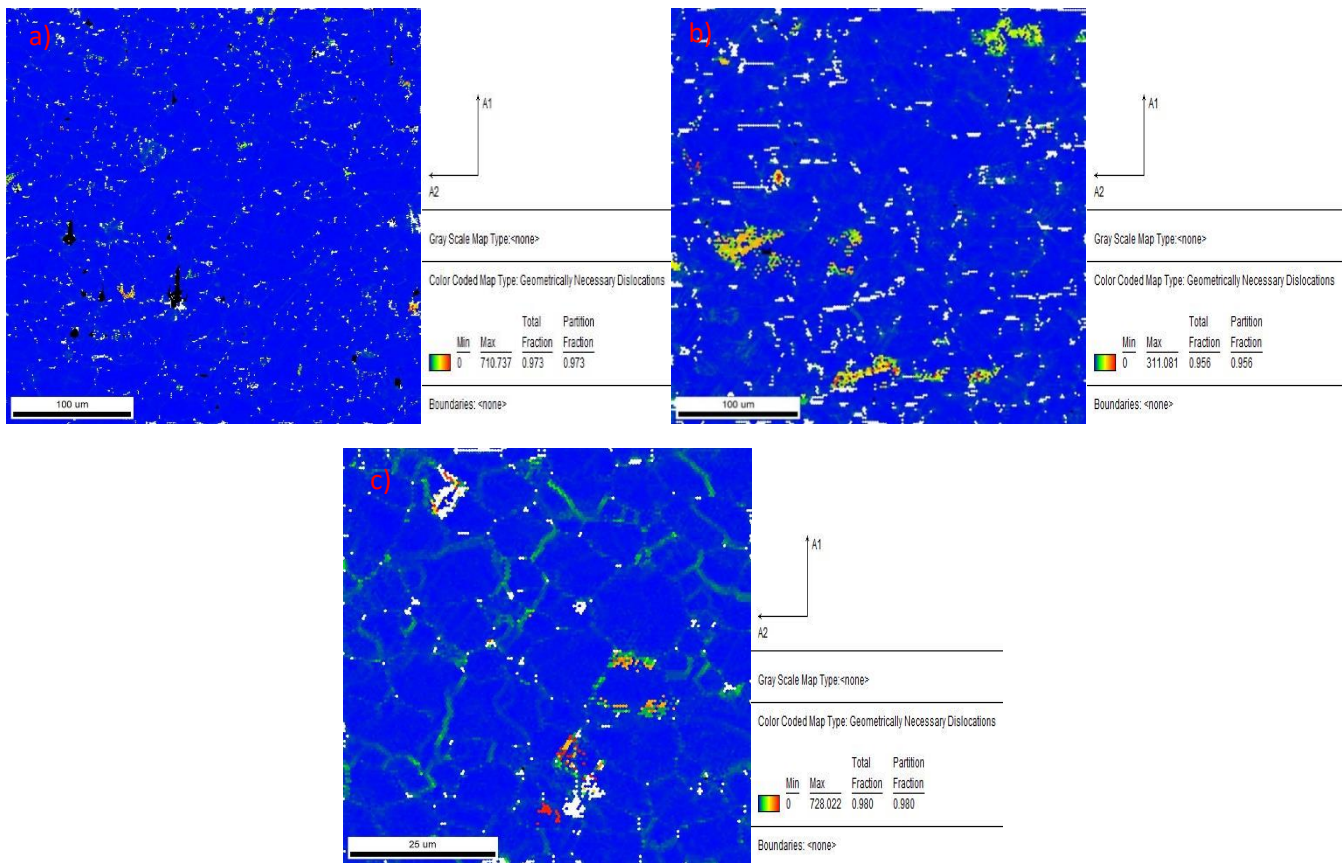 a)
A1
A2
Gray Scale Map Type:<none>
Color Coded Map Type: Geometrically Necessary Dislocations
Total Partition
Min Max Fraction Fraction
0 710.737 0.973 0.973
Boundaries: <none>
100 um
b)
A1
A2
Gray Scale Map Type:<none>
Color Coded Map Type: Geometrically Necessary Dislocations
Total Partition
Min Max Fraction Fraction
0 311.081 0.956 0.956
Boundaries: <none>
100 um
c)
A1
A2
Gray Scale Map Type:<none>
Color Coded Map Type: Geometrically Necessary Dislocations
Total Partition
Min Max Fraction Fraction
0 728.022 0.980 0.980
Boundaries: <none>
25 um